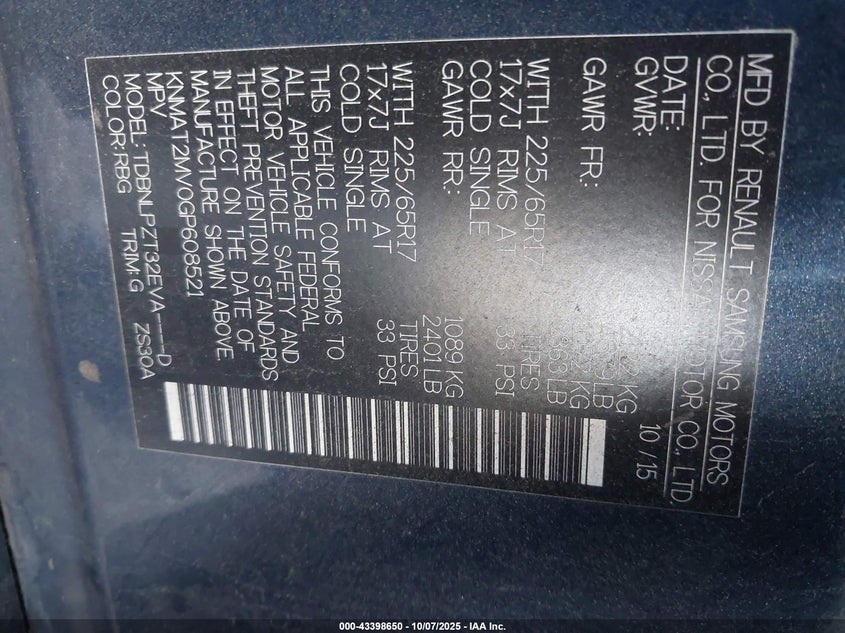 MFD BY RENAULT SAMSUNG MOTORS
CO., LTD. FOR NISSAN MOTOR CO., LTD.
DATE: 10 /15
GVWR: KG
LB
GAWR FR: KG
LB
WITH 225/65R17 TIRES
17x7J RIMS AT 33 PSI
COLD SINGLE
GAWR RR: 1089 KG
2401 LB
WITH 225/65R17 TIRES
17x7J RIMS AT 33 PSI
COLD SINGLE
THIS VEHICLE CONFORMS TO
ALL APPLICABLE FEDERAL
MOTOR VEHICLE SAFETY AND
THEFT PREVENTION STANDARDS
IN EFFECT ON THE DATE OF
MANUFACTURE SHOWN ABOVE
KNMAT2MV0GP608521
MPV
MODEL: TDBNLPZT32EVA----D
COLOR:RBG TRIM:G ZS30A
000-43398650 - 10/07/2025 - IAA Inc.